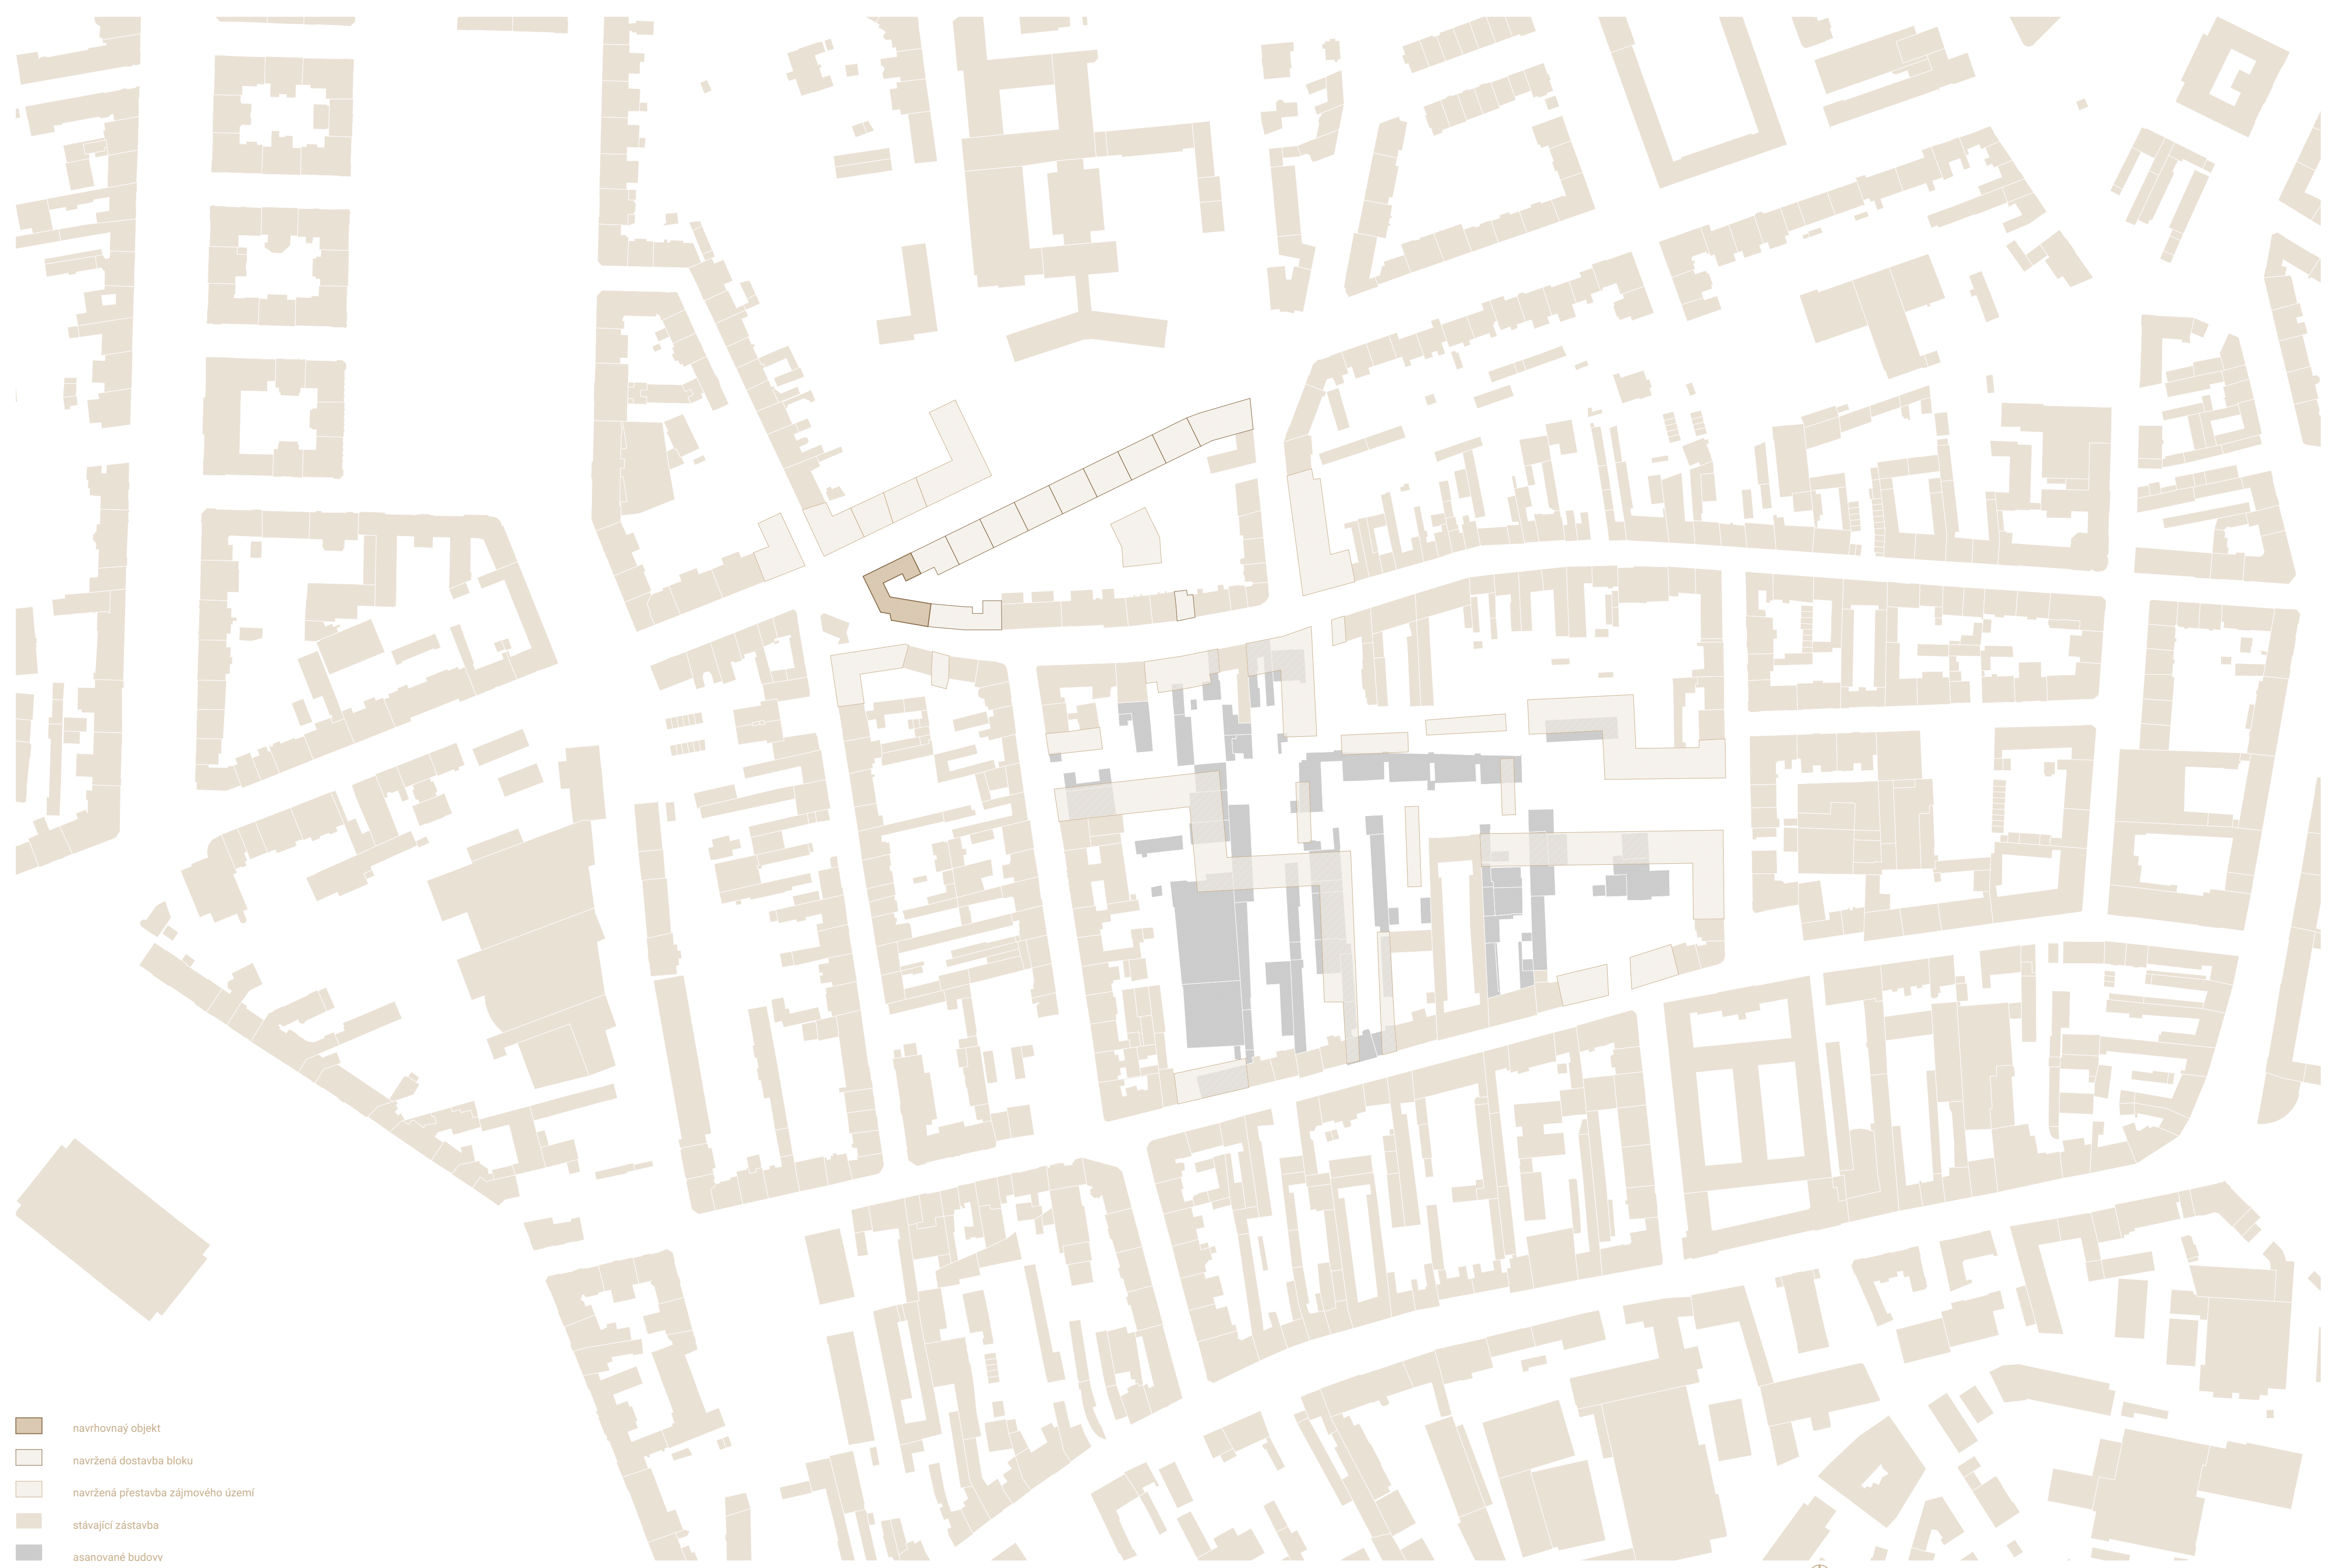 navrhovnaý objekt
navržená dostavba bloku
navržená přestavba zájmového území
stávající zástavba
asanované budovy